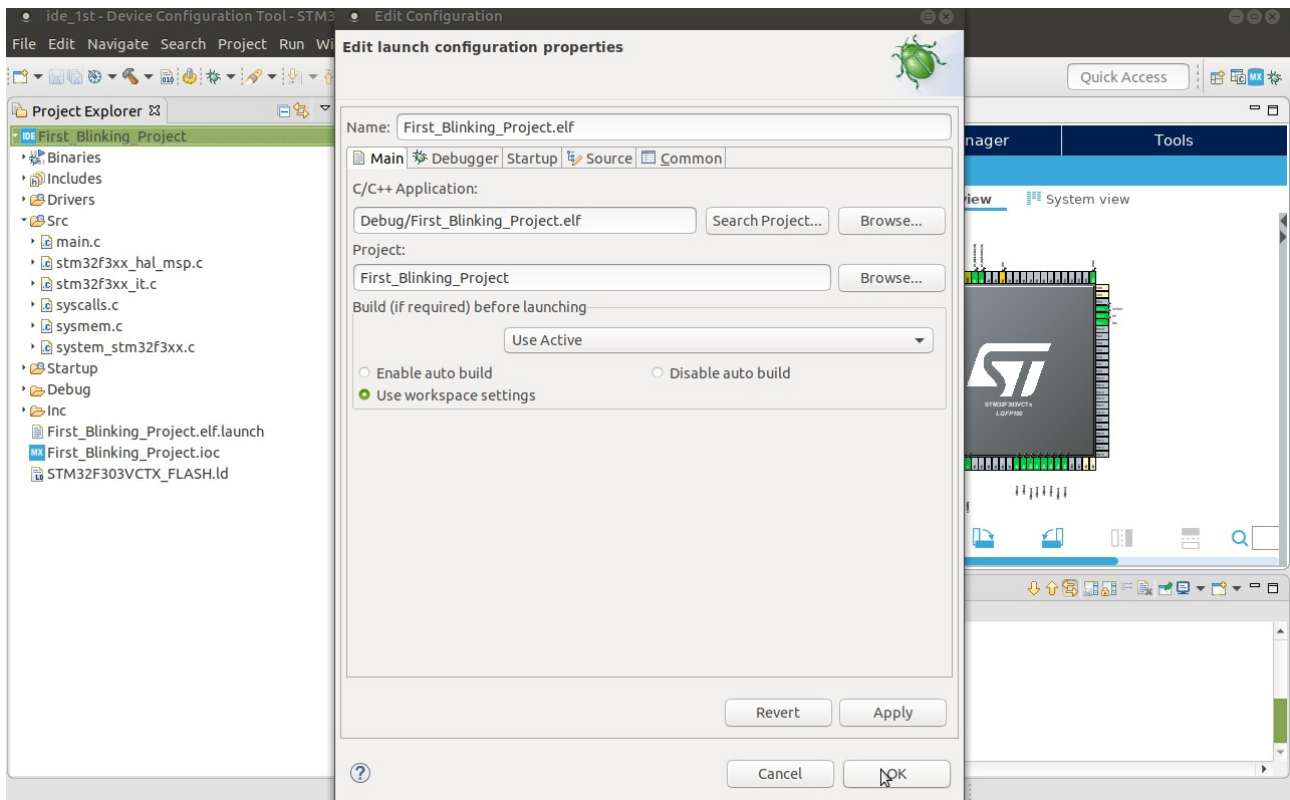 ide_1st - Device Configuration Tool - STM3
Edit Configuration
File Edit Navigate Search Project Run Wi
Edit launch configuration properties
Quick Access
Project Explorer
First_Blinking_Project
Binaries
Includes
Drivers
Src
main.c
stm32f3xx_hal_msp.c
stm32f3xx_it.c
syscalls.c
sysmem.c
system_stm32f3xx.c
Startup
Debug
Inc
First_Blinking_Project.elf.launch
First_Blinking_Project.ioc
STM32F303VCTX_FLASH.ld
Name: First_Blinking_Project.elf
Main Debugger Startup Source Common
C/C++ Application:
Debug/First_Blinking_Project.elf Search Project... Browse...
Project:
First_Blinking_Project Browse...
Build (if required) before launching
Use Active
Enable auto build Disable auto build
Use workspace settings
Revert Apply
Cancel OK
nager Tools
iew System view
STM32F303VCTx
LQFP100